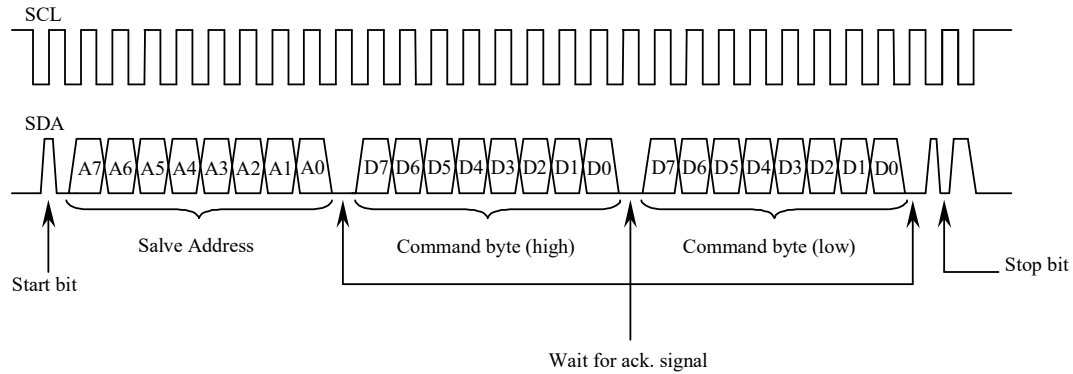 SCL
SDA
A7 A6 A5 A4 A3 A2 A1 A0 D7 D6 D5 D4 D3 D2 D1 D0 D7 D6 D5 D4 D3 D2 D1 D0
Salve Address Command byte (high) Command byte (low)
Start bit Stop bit
Wait for ack. signal